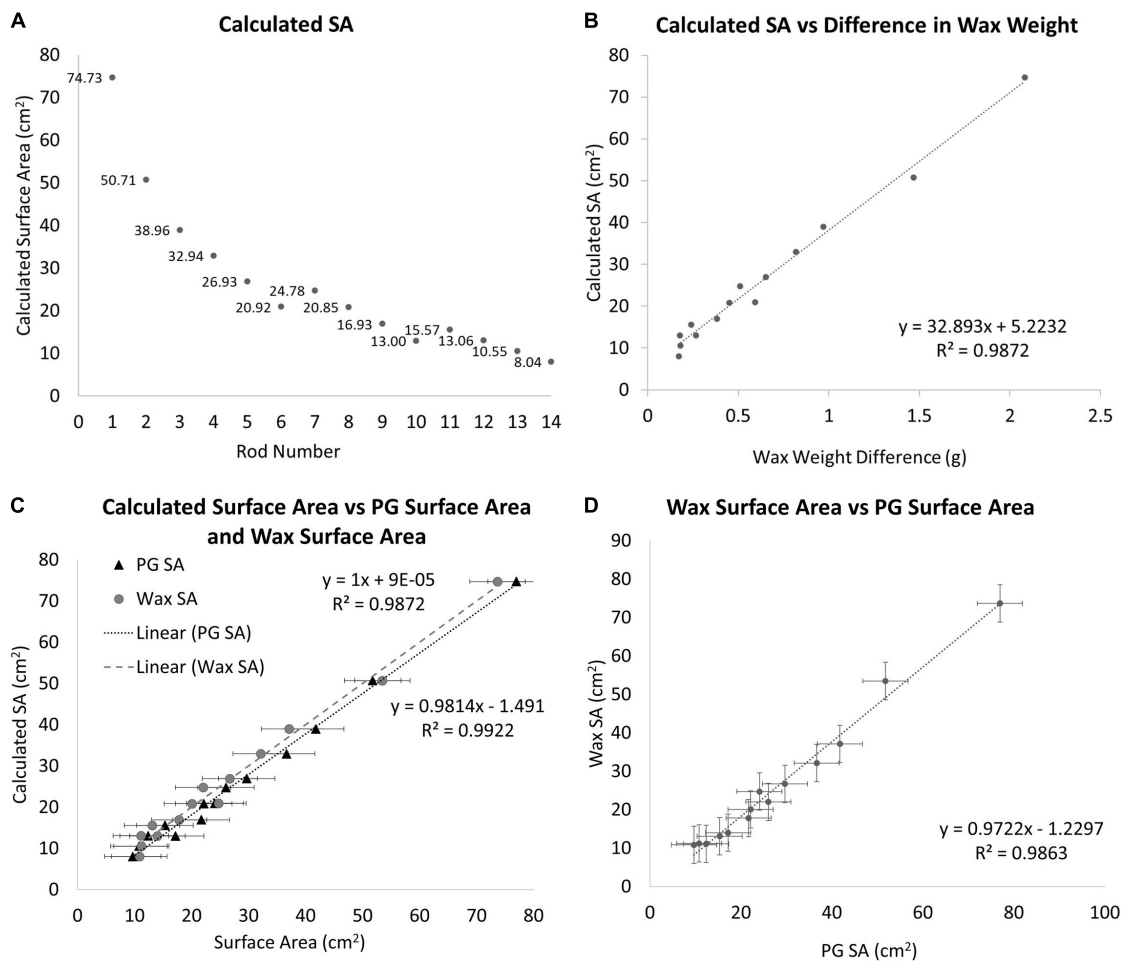 A
Calculated SA
80
70
60
50
40
30
20
10
0
Calculated Surface Area (cm²)
74.73
50.71
38.96
32.94
26.93
20.92
24.78
20.85
16.93
13.00
15.57
13.06
10.55
8.04
0 1 2 3 4 5 6 7 8 9 10 11 12 13 14
Rod Number
B
Calculated SA vs Difference in Wax Weight
80
70
60
50
40
30
20
10
0
Calculated SA (cm²)
y = 32.893x + 5.2232
R² = 0.9872
0 0.5 1 1.5 2 2.5
Wax Weight Difference (g)
C
Calculated Surface Area vs PG Surface Area
and Wax Surface Area
PG SA
Wax SA
Linear (PG SA)
Linear (Wax SA)
y = 1x + 9E-05
R² = 0.9872
y = 0.9814x - 1.491
R² = 0.9922
80
70
60
50
40
30
20
10
0
Calculated SA (cm²)
0 10 20 30 40 50 60 70 80
Surface Area (cm²)
D
Wax Surface Area vs PG Surface Area
90
80
70
60
50
40
30
20
10
0
Wax SA (cm²)
y = 0.9722x - 1.2297
R² = 0.9863
0 20 40 60 80 100
PG SA (cm²)